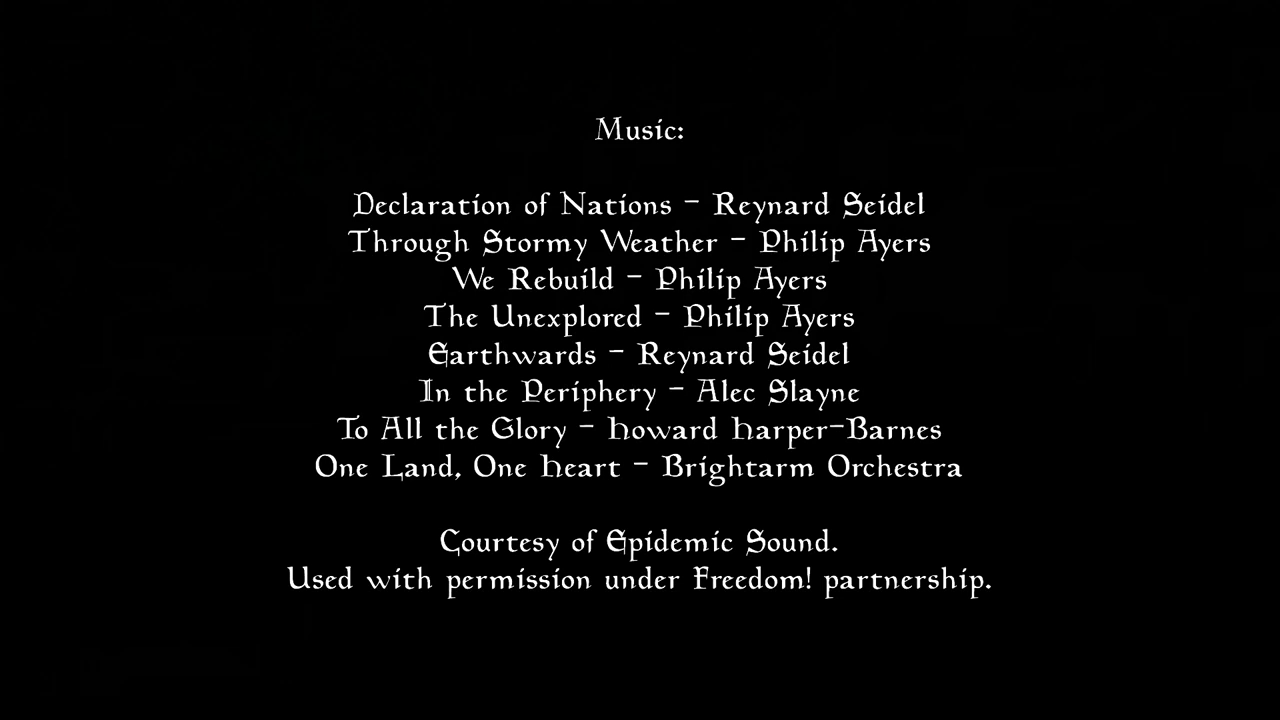 Music:
Declaration of Nations - Reynard Seidel
Through Stormy Weather - Philip Ayers
We Rebuild - Philip Ayers
The Unexplored - Philip Ayers
Earthwards - Reynard Seidel
In the Periphery - Alec Slayne
To All the Glory - Howard Harper-Barnes
One Land, One Heart - Brightarm Orchestra
Courtesy of Epidemic Sound.
Used with permission under Freedom! partnership.